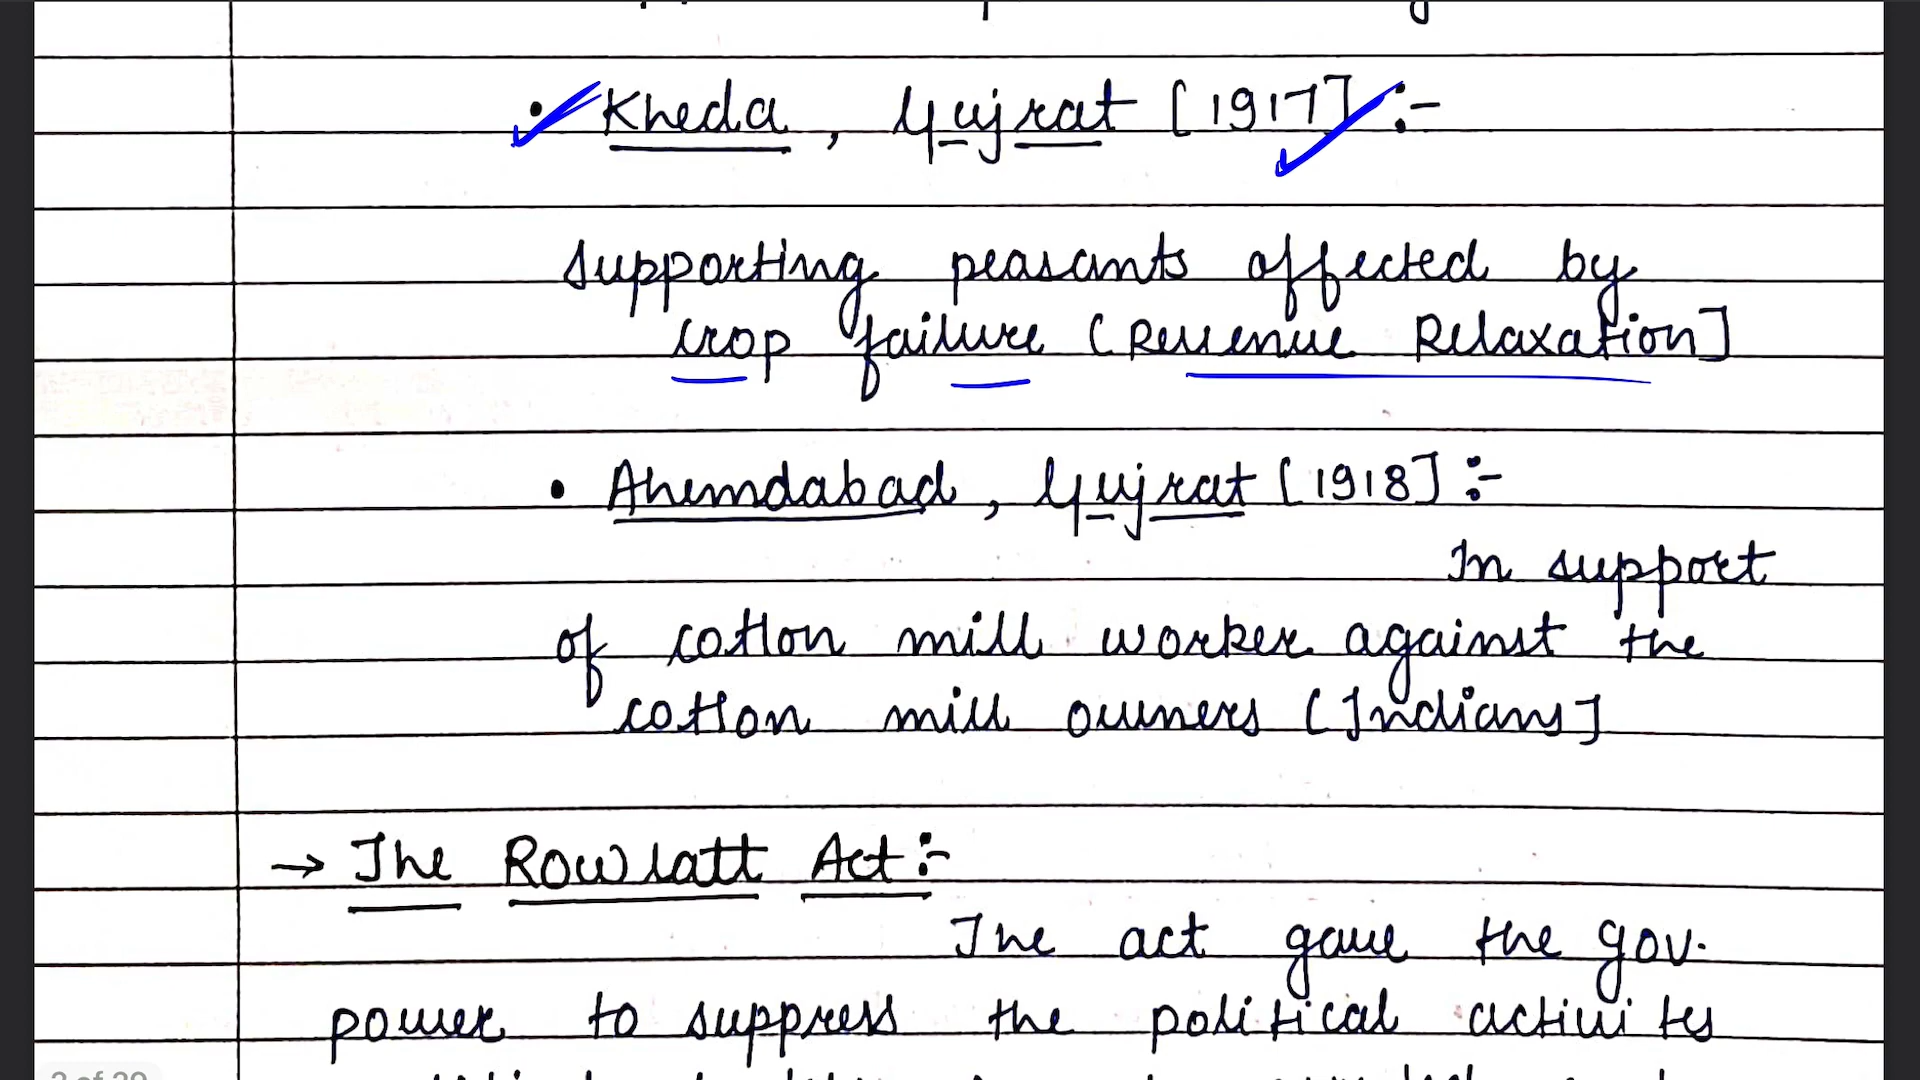 • Kheda, Gujrat [1917] :-
supporting peasants affected by
crop failure [Revenue Relaxation]
• Ahemdabad, Gujrat [1918] :-
In support
of cotton mill worker against the
cotton mill owners [Indians]
→ The Rowlatt Act :-
The act gave the gov.
power to suppress the political activity